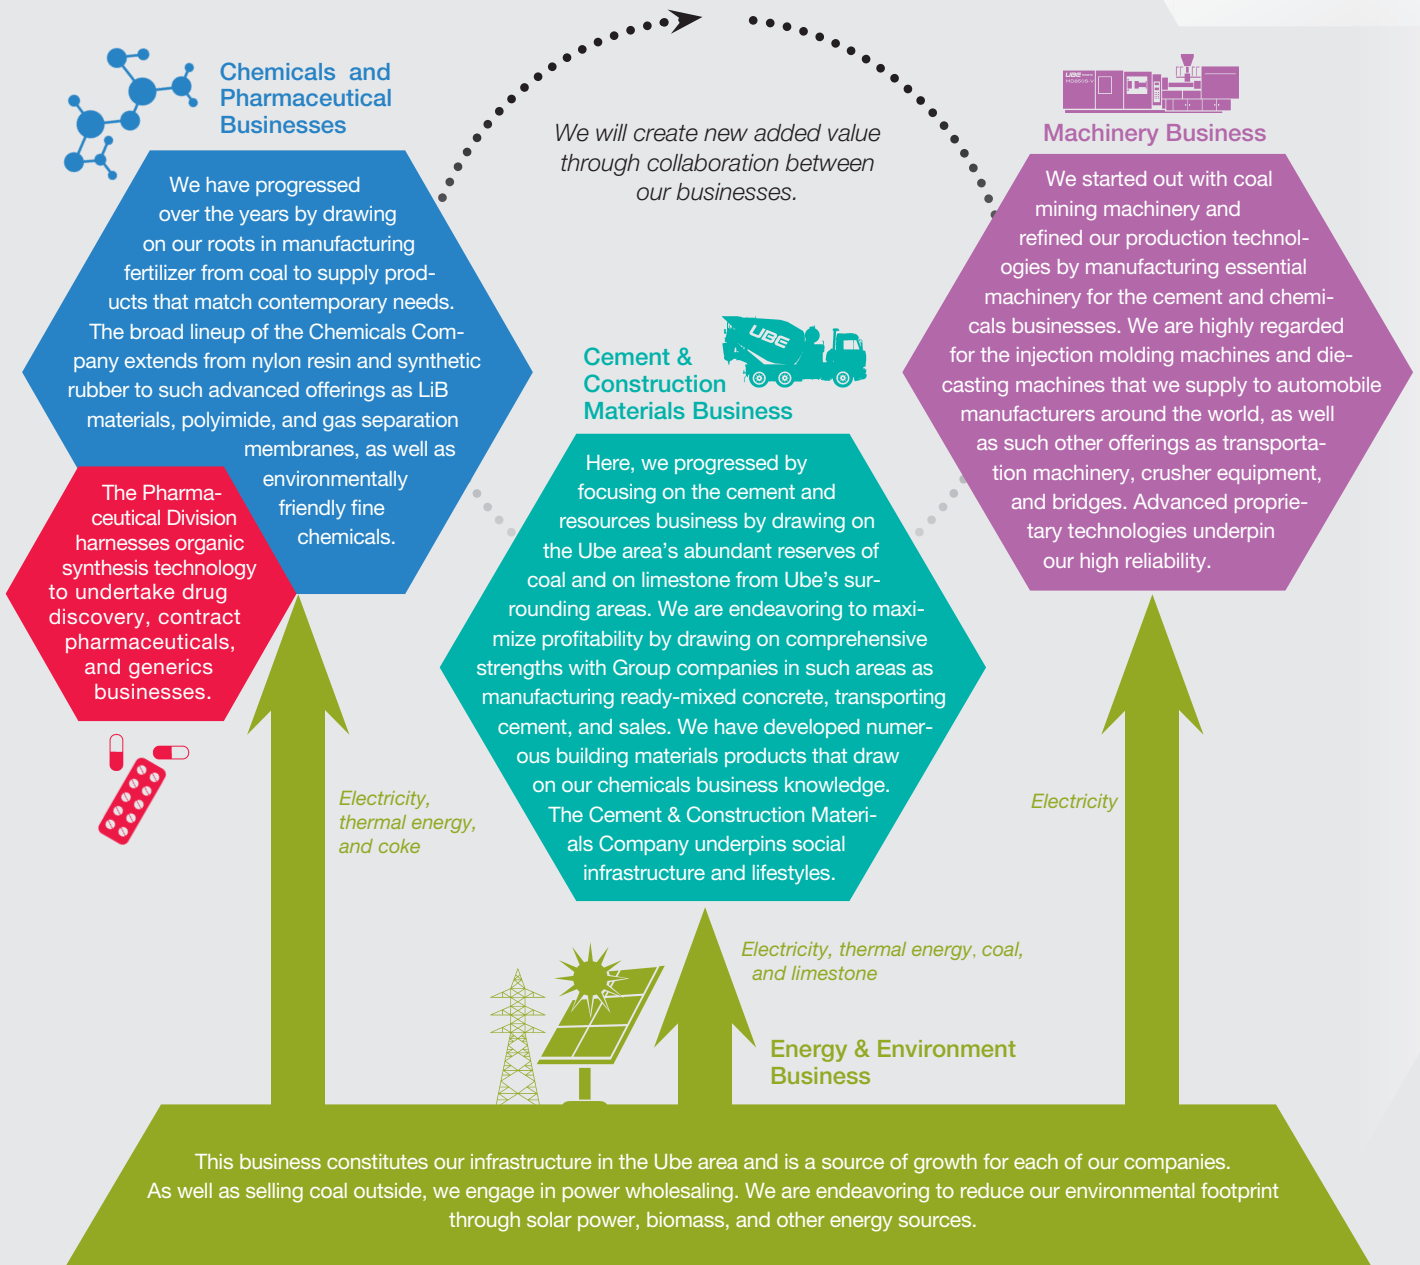 Chemicals and
Pharmaceutical
Businesses
We have progressed
over the years by drawing
on our roots in manufacturing
fertilizer from coal to supply prod-
ucts that match contemporary needs.
The broad lineup of the Chemicals Com-
pany extends from nylon resin and synthetic
rubber to such advanced offerings as LiB
materials, polyimide, and gas separation
membranes, as well as
environmentally
friendly fine
chemicals.
The Pharma-
ceutical Division
harnesses organic
synthesis technology
to undertake drug
discovery, contract
pharmaceuticals,
and generics
businesses.
We will create new added value
through collaboration between
our businesses.
UBE
Machinery Business
We started out with coal
mining machinery and
refined our production technol-
ogies by manufacturing essential
machinery for the cement and chemi-
cals businesses. We are highly regarded
for the injection molding machines and die-
casting machines that we supply to automobile
manufacturers around the world, as well
as such other offerings as transporta-
tion machinery, crusher equipment,
and bridges. Advanced proprie-
tary technologies underpin
our high reliability.
UBE
Cement &
Construction
Materials Business
Here, we progressed by
focusing on the cement and
resources business by drawing on
the Ube area's abundant reserves of
coal and on limestone from Ube's sur-
rounding areas. We are endeavoring to maxi-
mize profitability by drawing on comprehensive
strengths with Group companies in such areas as
manufacturing ready-mixed concrete, transporting
cement, and sales. We have developed numer-
ous building materials products that draw
on our chemicals business knowledge.
The Cement & Construction Materi-
als Company underpins social
infrastructure and lifestyles.
Electricity,
thermal energy,
and coke
Electricity
Electricity, thermal energy, coal,
and limestone
Energy & Environment
Business
This business constitutes our infrastructure in the Ube area and is a source of growth for each of our companies.
As well as selling coal outside, we engage in power wholesaling. We are endeavoring to reduce our environmental footprint
through solar power, biomass, and other energy sources.